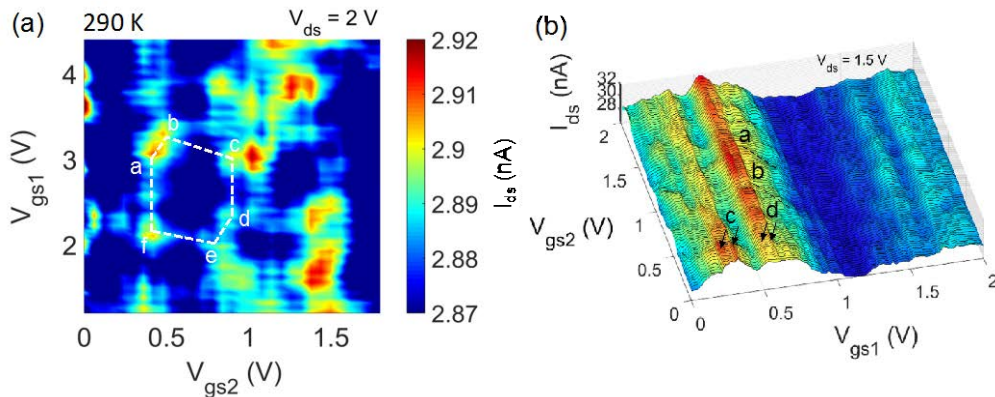 (a) 290 K V_ds = 2 V
V_gs1 (V)
4
3
2
a
b
c
d
e
f
0 0.5 1 1.5
V_gs2 (V)
2.92
2.91
2.9
2.89
2.88
2.87
I_ds (nA)
(b)
V_ds = 1.5 V
I_ds (nA)
32
30
28
2
1.5
1
0.5
0
V_gs2 (V)
a
b
c
d
0
0.5
1
1.5
2
V_gs1 (V)